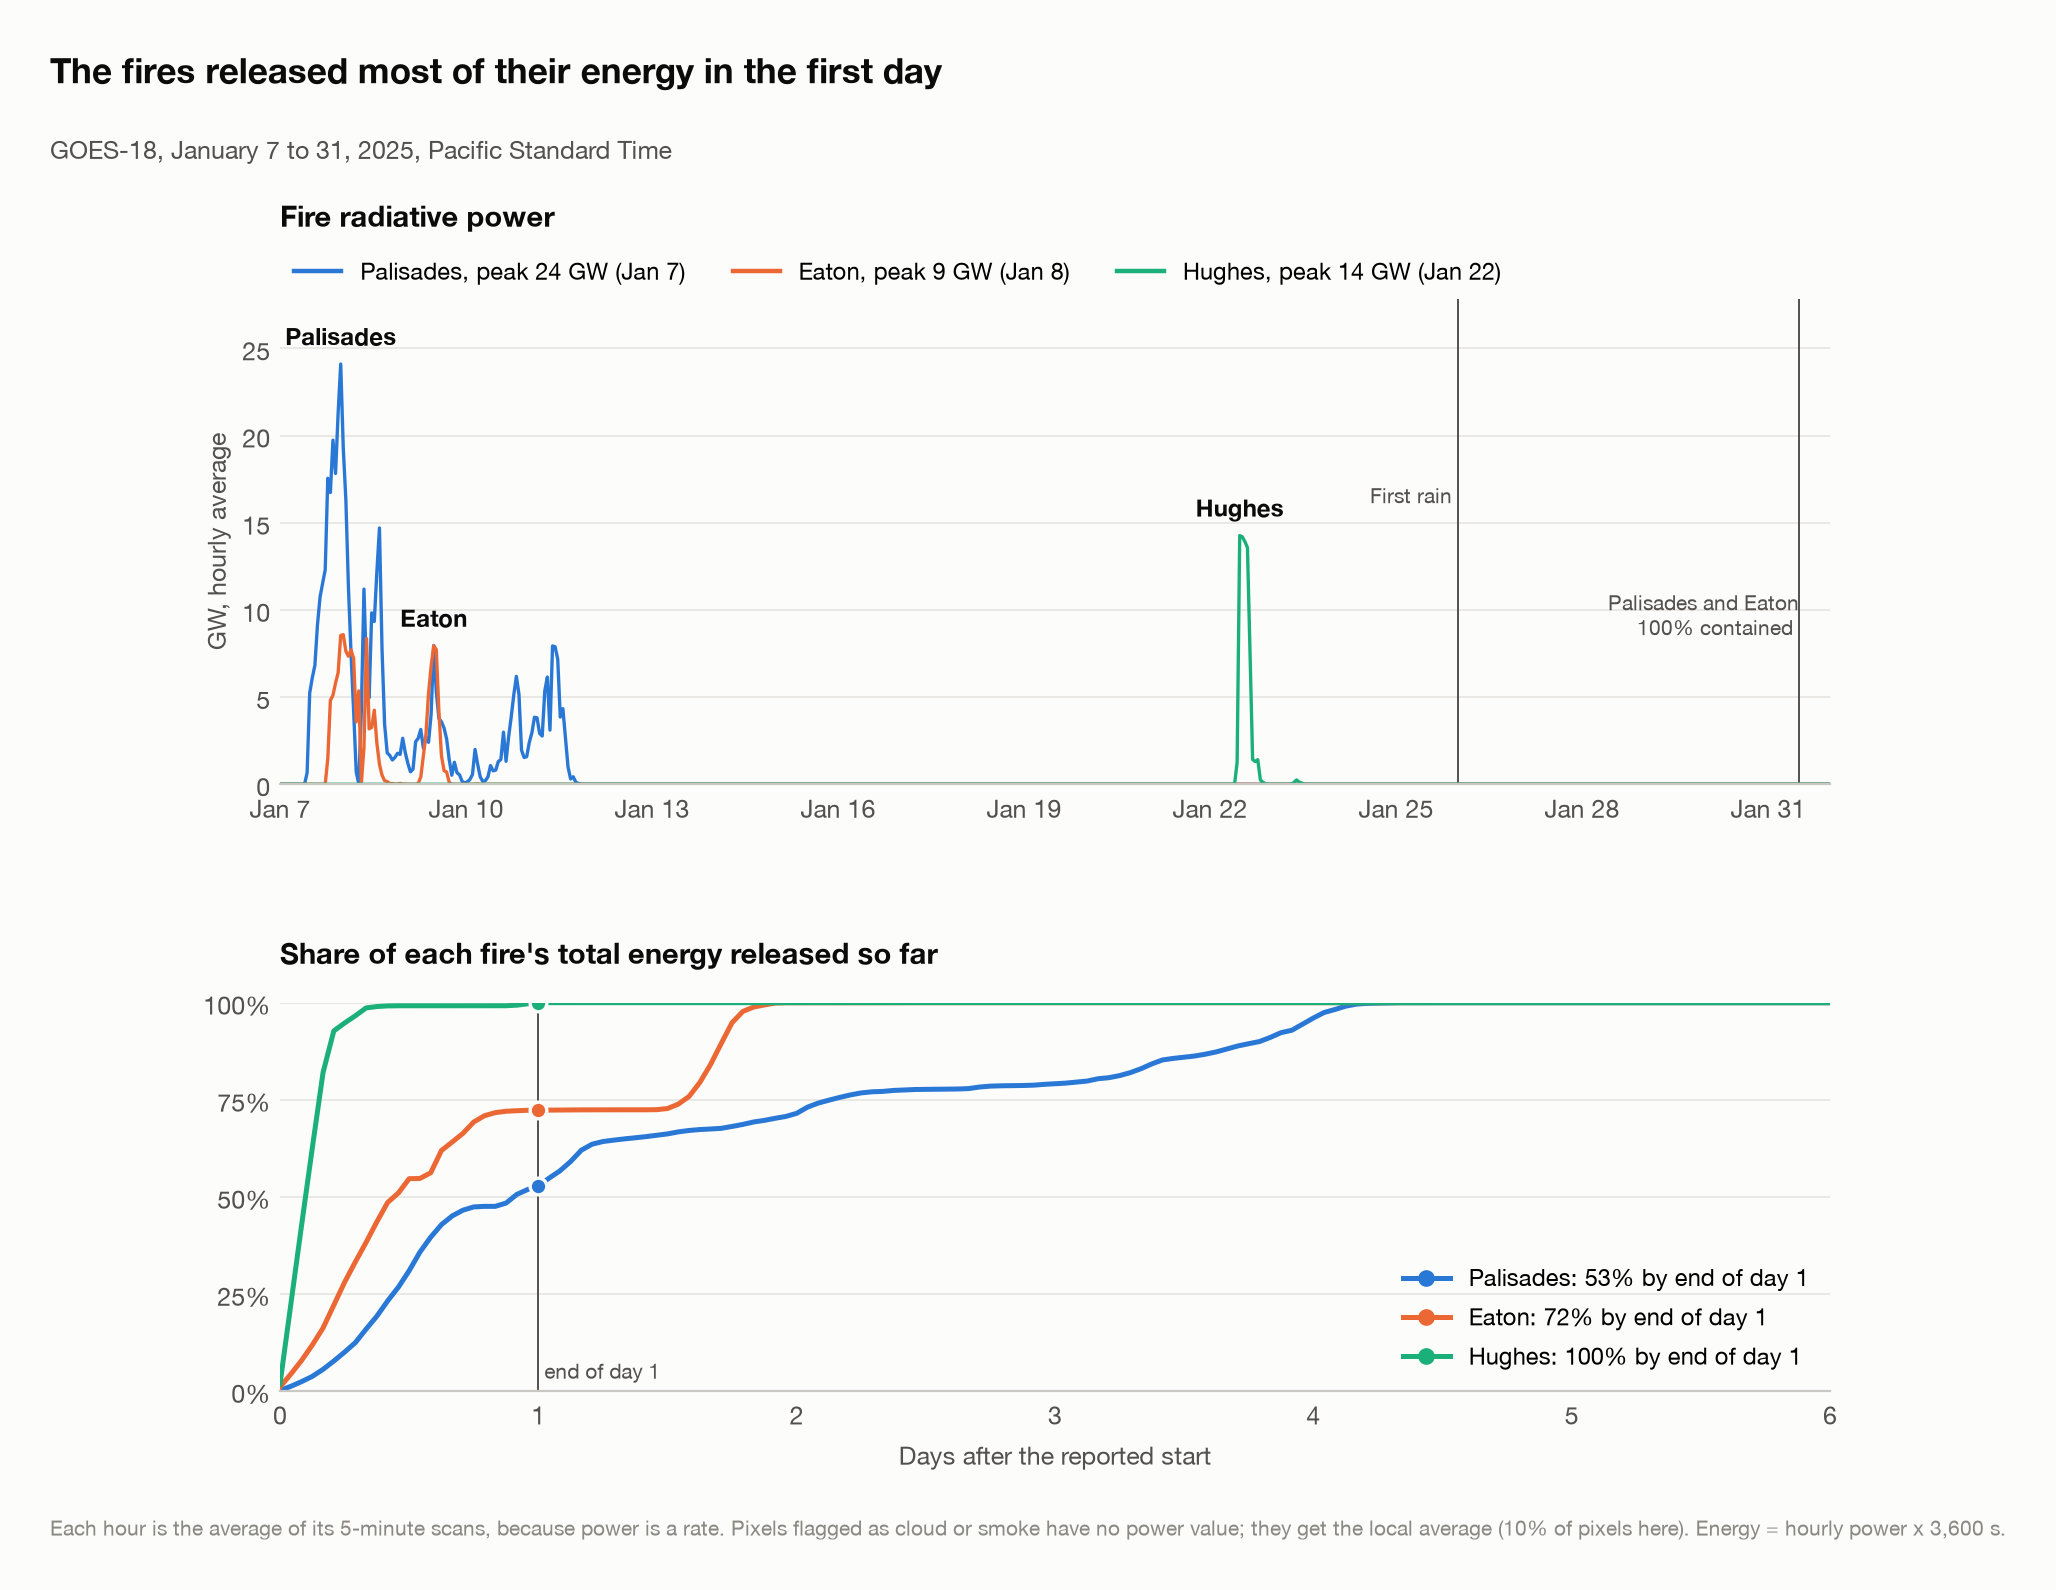 The fires released most of their energy in the first day
GOES-18, January 7 to 31, 2025, Pacific Standard Time
Fire radiative power
Palisades, peak 24 GW (Jan 7)
Eaton, peak 9 GW (Jan 8)
Hughes, peak 14 GW (Jan 22)
GW, hourly average
25
20
15
10
5
0
Palisades
Eaton
Hughes
First rain
Palisades and Eaton
100% contained
Jan 7
Jan 10
Jan 13
Jan 16
Jan 19
Jan 22
Jan 25
Jan 28
Jan 31
Share of each fire's total energy released so far
100%
75%
50%
25%
0%
end of day 1
Palisades: 53% by end of day 1
Eaton: 72% by end of day 1
Hughes: 100% by end of day 1
0
1
2
3
4
5
6
Days after the reported start
Each hour is the average of its 5-minute scans, because power is a rate. Pixels flagged as cloud or smoke have no power value; they get the local average (10% of pixels here). Energy = hourly power x 3,600 s.